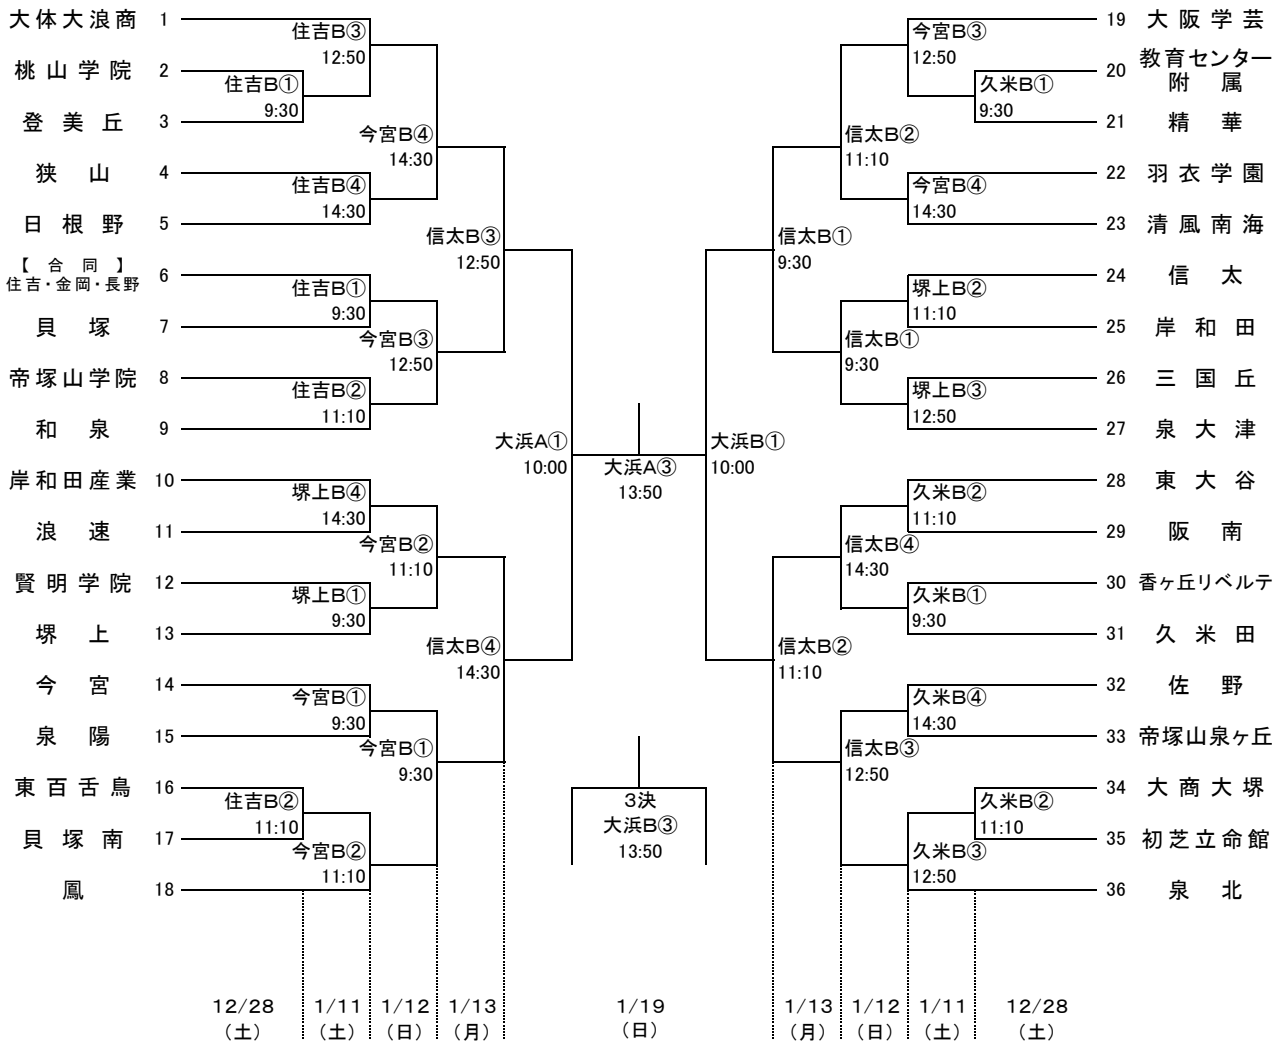 大体大浪商 1
桃山学院 2
登美丘 3
狭山 4
日根野 5
【合同】
住吉・金岡・長野 6
貝塚 7
帝塚山学院 8
和泉 9
岸和田産業 10
浪速 11
賢明学院 12
堺上 13
今宮 14
泉陽 15
東百舌鳥 16
貝塚南 17
鳳 18
住吉B①
9:30
住吉B②
11:10
住吉B③
12:50
住吉B④
14:30
住吉B①
9:30
住吉B②
11:10
堺上B④
14:30
堺上B①
9:30
今宮B①
9:30
今宮B②
11:10
今宮B④
14:30
今宮B③
12:50
今宮B②
11:10
今宮B①
9:30
信太B③
12:50
信太B④
14:30
大浜A①
10:00
大浜A③
13:50
3決
大浜B③
13:50
大浜B①
10:00
信太B①
9:30
信太B②
11:10
信太B②
11:10
信太B①
9:30
信太B④
14:30
信太B③
12:50
今宮B③
12:50
今宮B④
14:30
堺上B②
11:10
堺上B③
12:50
久米B②
11:10
久米B①
9:30
久米B④
14:30
久米B③
12:50
久米B①
9:30
久米B②
11:10
19 大阪学芸
20 教育センター
附属
21 精華
22 羽衣学園
23 清風南海
24 信太
25 岸和田
26 三国丘
27 泉大津
28 東大谷
29 阪南
30 香ヶ丘リベルテ
31 久米田
32 佐野
33 帝塚山泉ヶ丘
34 大商大堺
35 初芝立命館
36 泉北
12/28 1/11 1/12 1/13 1/19 1/13 1/12 1/11 12/28
（土） （土） （日） （月） （日） （月） （日） （土） （土）